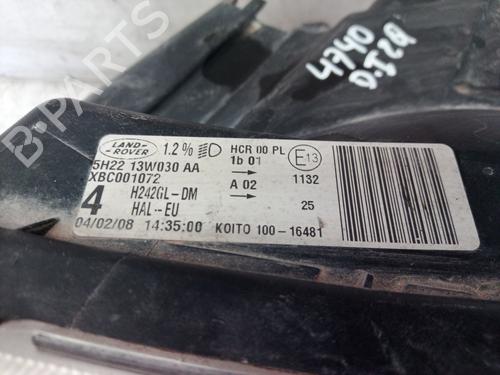 4740
B-PARTS
LAND
ROVER
1.2%
HCR 00 PL
1b 01
E13
5H22 13W030 AA
XBC001072
A 02
1132
4
H242GL-DM
HAL--EU
25
04/02/08 14:35:00 KOITO 100-16481